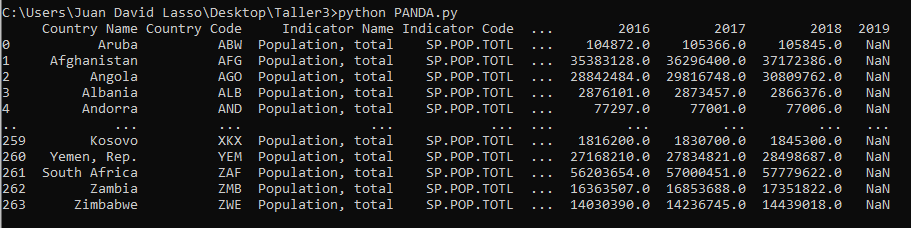 C:\Users\Juan David Lasso\Desktop\Taller3>python PANDA.py
Country Name Country Code Indicator Name Indicator Code ... 2016 2017 2018 2019
0 Aruba ABW Population, total SP.POP.TOTL ... 104872.0 105366.0 105845.0 NaN
1 Afghanistan AFG Population, total SP.POP.TOTL ... 35383128.0 36296400.0 37172386.0 NaN
2 Angola AGO Population, total SP.POP.TOTL ... 28842484.0 29816748.0 30809762.0 NaN
3 Albania ALB Population, total SP.POP.TOTL ... 2876101.0 2873457.0 2866376.0 NaN
4 Andorra AND Population, total SP.POP.TOTL ... 77297.0 77001.0 77006.0 NaN
.. ... ... ... ... ... ... ... ... ...
259 Kosovo XKX Population, total SP.POP.TOTL ... 1816200.0 1830700.0 1845300.0 NaN
260 Yemen, Rep. YEM Population, total SP.POP.TOTL ... 27168210.0 27834821.0 28498687.0 NaN
261 South Africa ZAF Population, total SP.POP.TOTL ... 56203654.0 57000451.0 57779622.0 NaN
262 Zambia ZMB Population, total SP.POP.TOTL ... 16363507.0 16853688.0 17351822.0 NaN
263 Zimbabwe ZWE Population, total SP.POP.TOTL ... 14030390.0 14236745.0 14439018.0 NaN